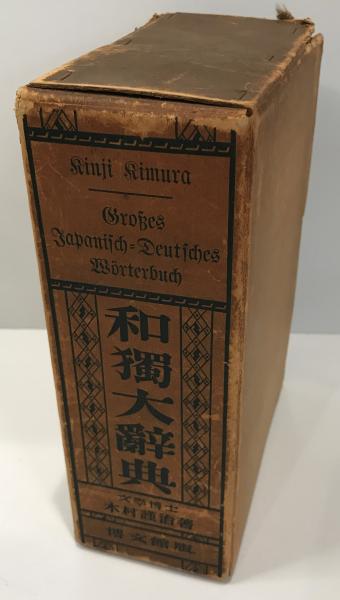 Kinji Kimura
Großes
Japanisch=Deutsches
Wörterbuch
和獨大辭典
文學博士
木村謹治著
博文館版